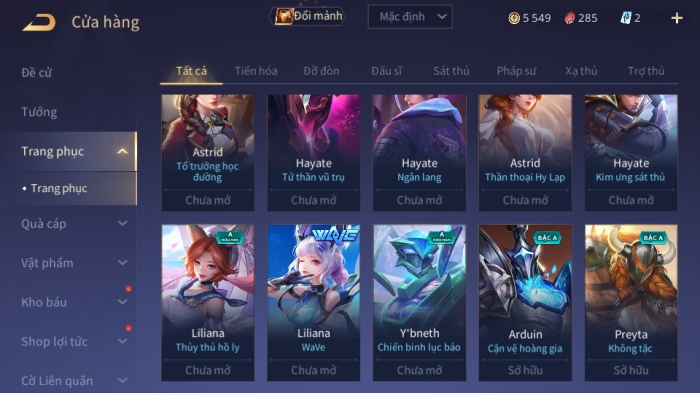 Cửa hàng
Đổi mảnh
Mặc định
5 549
285
2
Đề cử
Tướng
Trang phục
Trang phục
Quà cáp
Vật phẩm
Kho báu
Shop lợi tức
Cờ Liên quân
Tất cả
Tiến hóa
Đỡ đòn
Đấu sĩ
Sát thủ
Pháp sư
Xạ thủ
Trợ thủ
Astrid
Tổ trưởng học
đường
Chưa mở
Hayate
Tử thần vũ trụ
Chưa mở
Hayate
Ngân lang
Chưa mở
Astrid
Thần thoại Hy Lạp
Chưa mở
Hayate
Kim ưng sát thủ
Chưa mở
A
HỮU HẠN
Liliana
Thủy thủ hồ ly
Chưa mở
WAVE
Liliana
WaVe
Chưa mở
A
HỮU HẠN
Y'bneth
Chiến binh lục bảo
Chưa mở
BẬC A
Arduin
Cận vệ hoàng gia
Sở hữu
BẬC A
Preyta
Không tặc
Sở hữu